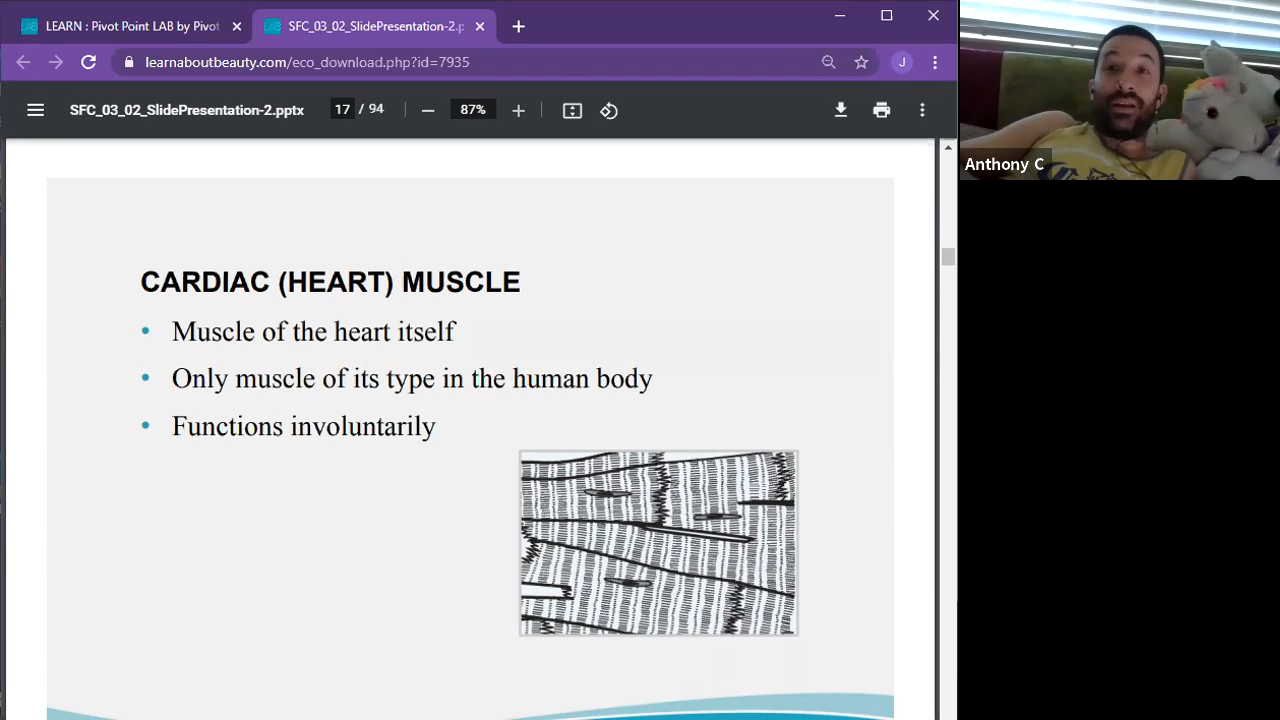 LEARN : Pivot Point LAB by Pivot
SFC_03_02_SlidePresentation-2.p
learnaboutbeauty.com/eco_download.php?id=7935
J
SFC_03_02_SlidePresentation-2.pptx
17 / 94
87%
Anthony C
CARDIAC (HEART) MUSCLE
• Muscle of the heart itself
• Only muscle of its type in the human body
• Functions involuntarily